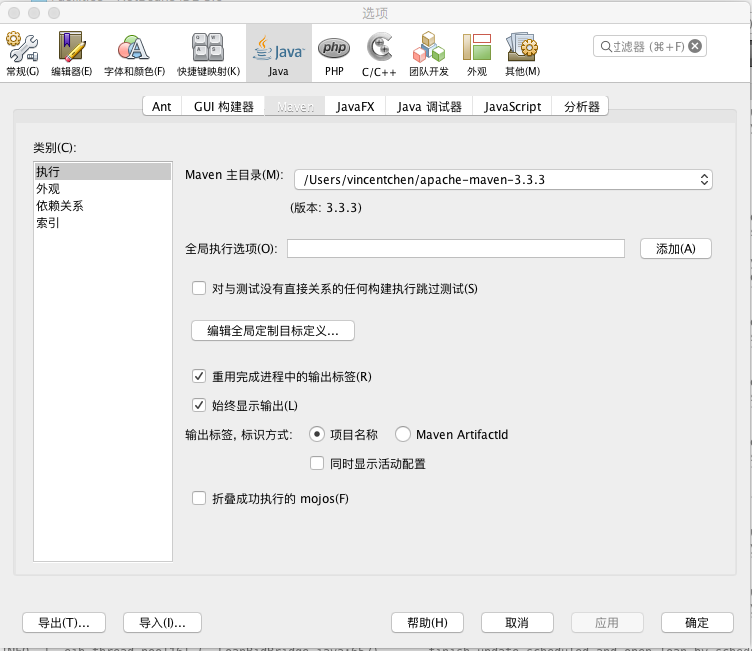 选项
过滤器 (⌘+F)
常规(G) 编辑器(E) 字体和颜色(F) 快捷键映射(K) Java PHP C/C++ 团队开发 外观 其他(M)
Ant GUI 构建器 Maven JavaFX Java 调试器 JavaScript 分析器
类别(C):
执行
外观
依赖关系
索引
Maven 主目录(M): /Users/vincentchen/apache-maven-3.3.3
(版本: 3.3.3)
全局执行选项(O): 添加(A)
对与测试没有直接关系的任何构建执行跳过测试(S)
编辑全局定制目标定义...
重用完成进程中的输出标签(R)
始终显示输出(L)
输出标签, 标识方式: 项目名称 Maven ArtifactId
同时显示活动配置
折叠成功执行的 mojos(F)
导出(T)... 导入(I)... 帮助(H) 取消 应用 确定